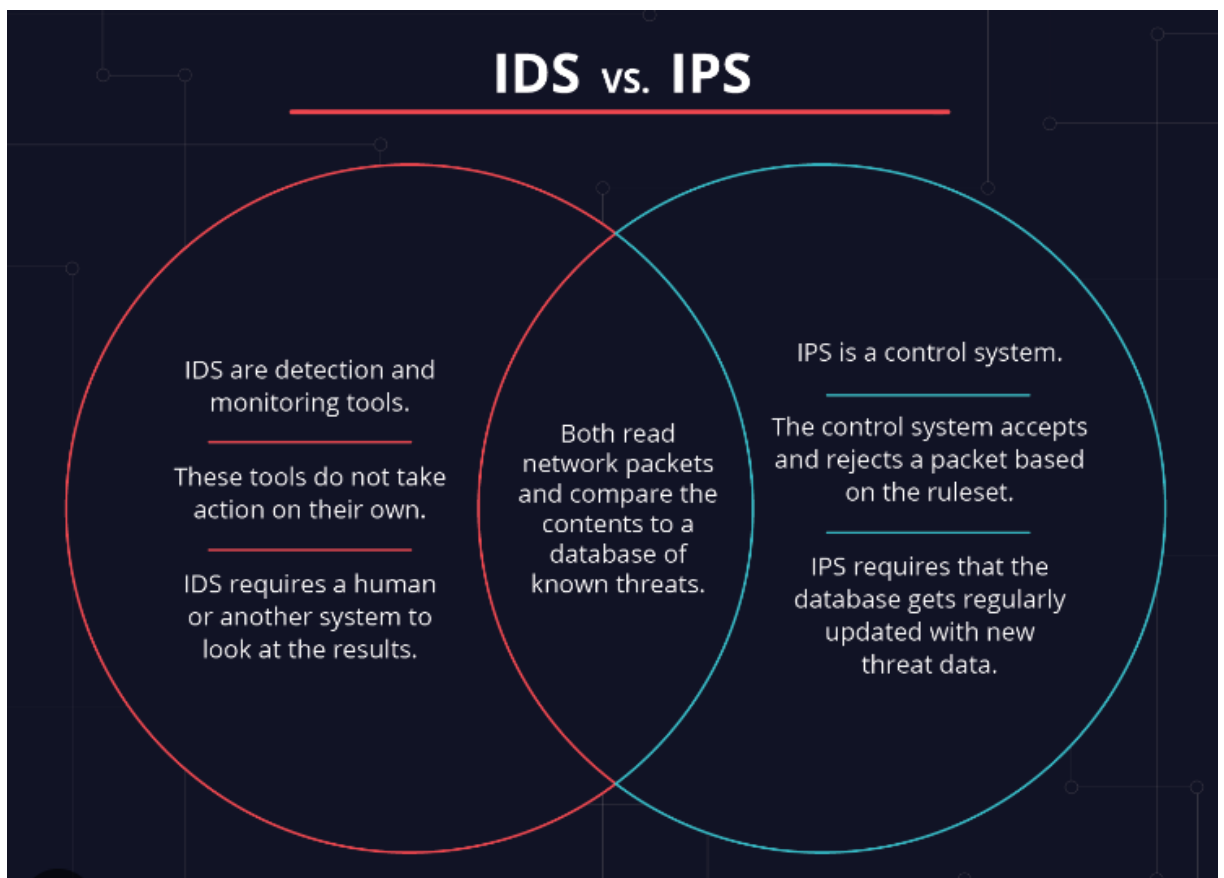 IDS vs. IPS
IDS are detection and
monitoring tools.
These tools do not take
action on their own.
IDS requires a human
or another system to
look at the results.
Both read
network packets
and compare the
contents to a
database of
known threats.
IPS is a control system.
The control system accepts
and rejects a packet based
on the ruleset.
IPS requires that the
database gets regularly
updated with new
threat data.